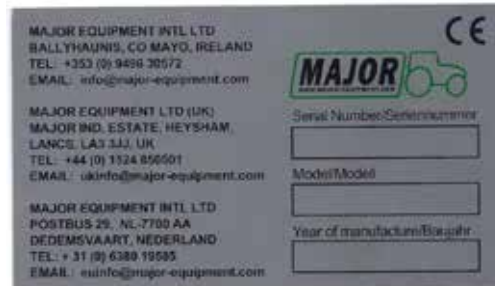 MAJOR EQUIPMENT INTL LTD
BALLYHAUNIS, CO MAYO, IRELAND
TEL: +353 (0) 9496 30572
EMAIL: info@major-equipment.com
MAJOR EQUIPMENT LTD (UK)
MAJOR IND. ESTATE, HEYSHAM,
LANCS, LA3 3JJ, UK
TEL: +44 (0) 1524 850501
EMAIL: ukinfo@major-equipment.com
MAJOR EQUIPMENT INT. LTD
POSTBUS 29, NL-7700 AA
DEDEMSVAART, NEDERLAND
TEL: + 31 (0) 6380 19585
EMAIL: euinfo@major-equipment.com
CE
MAJOR
Serial Number/Seriennummer
Model/Modell
Year of manufacture/Baujahr